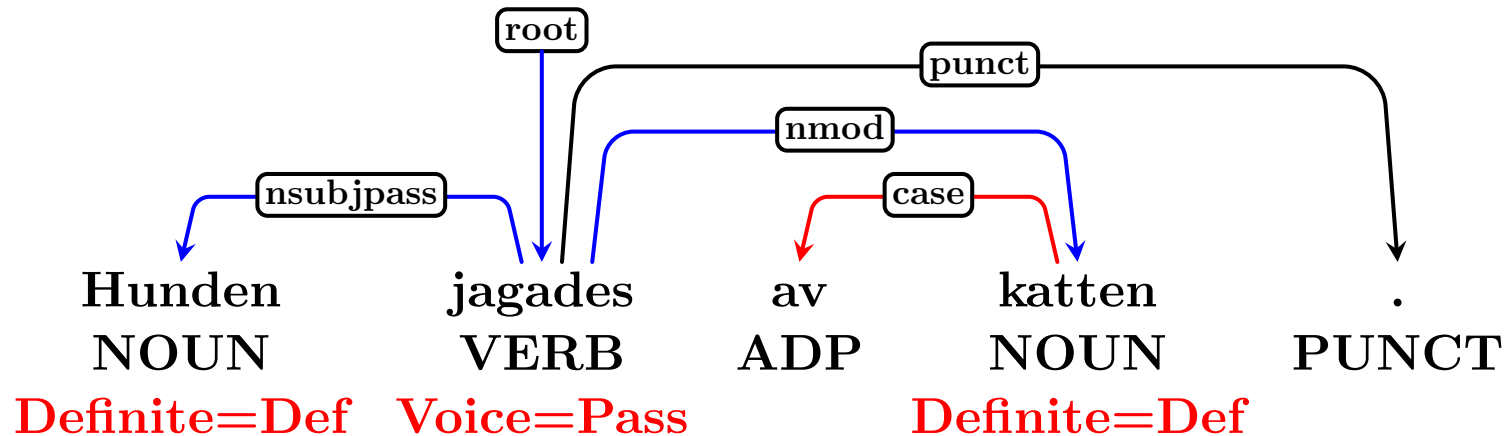 root
punct
nmod
nsubjpass case
Hunden jagades av katten .
NOUN VERB ADP NOUN PUNCT
Definite=Def Voice=Pass Definite=Def